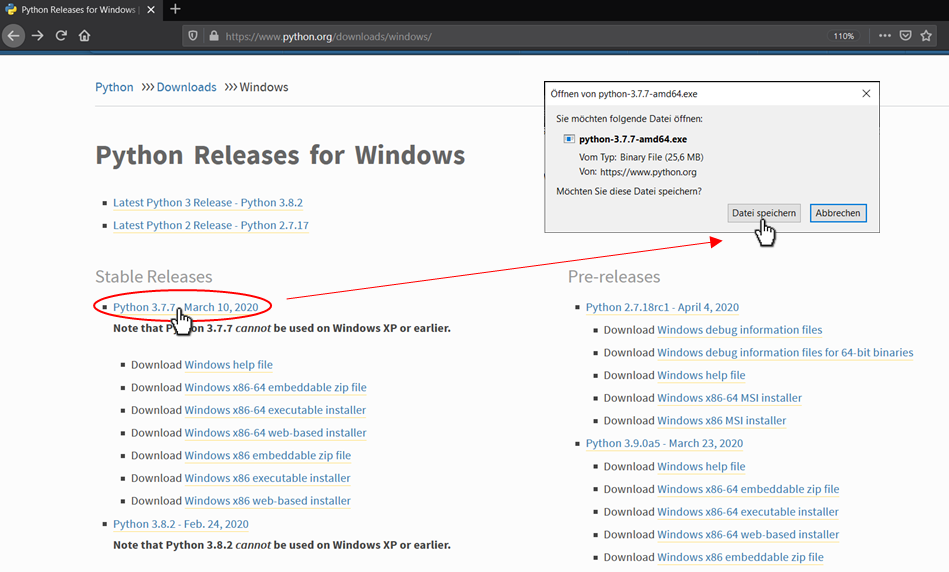 Python Releases for Windows
https://www.python.org/downloads/windows/
110%
Python >>> Downloads >>> Windows
Python Releases for Windows
Latest Python 3 Release - Python 3.8.2
Latest Python 2 Release - Python 2.7.17
Öffnen von python-3.7.7-amd64.exe
Sie möchten folgende Datei öffnen:
python-3.7.7-amd64.exe
Vom Typ: Binary File (25,6 MB)
Von: https://www.python.org
Möchten Sie diese Datei speichern?
Datei speichern
Abbrechen
Stable Releases
Python 3.7.7 - March 10, 2020
Note that Python 3.7.7 cannot be used on Windows XP or earlier.
Download Windows help file
Download Windows x86-64 embeddable zip file
Download Windows x86-64 executable installer
Download Windows x86-64 web-based installer
Download Windows x86 embeddable zip file
Download Windows x86 executable installer
Download Windows x86 web-based installer
Python 3.8.2 - Feb. 24, 2020
Note that Python 3.8.2 cannot be used on Windows XP or earlier.
Pre-releases
Python 2.7.18rc1 - April 4, 2020
Download Windows debug information files
Download Windows debug information files for 64-bit binaries
Download Windows help file
Download Windows x86-64 MSI installer
Download Windows x86 MSI installer
Python 3.9.0a5 - March 23, 2020
Download Windows help file
Download Windows x86-64 embeddable zip file
Download Windows x86-64 executable installer
Download Windows x86-64 web-based installer
Download Windows x86 embeddable zip file